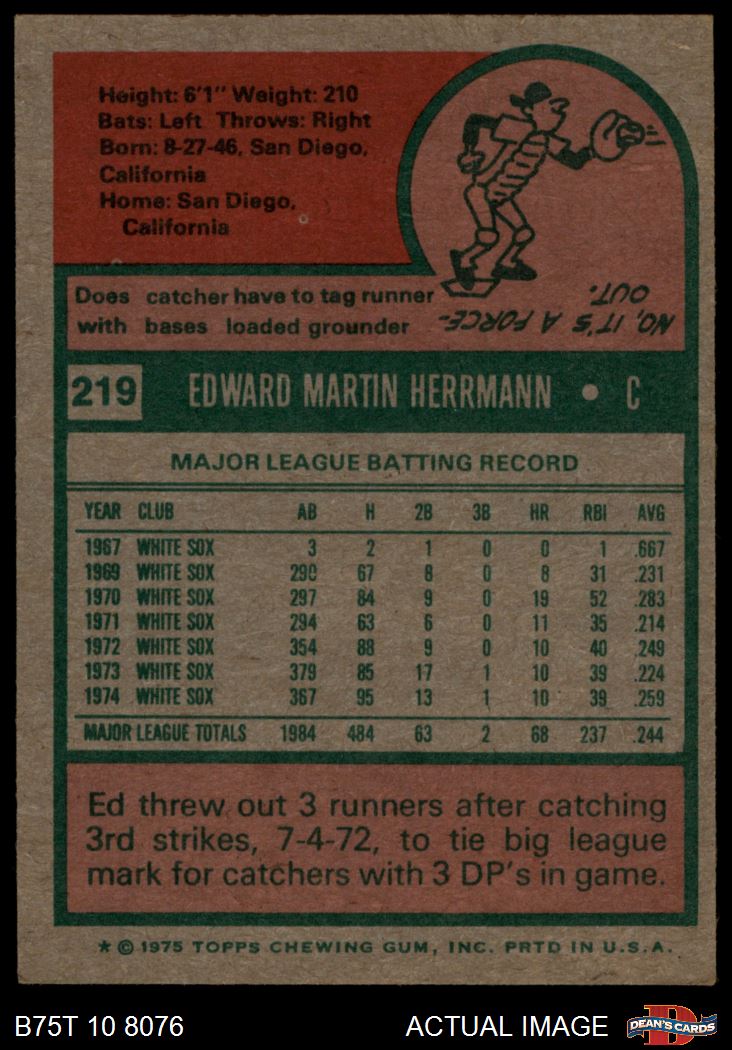 Height: 6'1" Weight: 210
Bats: Left Throws: Right
Born: 8-27-46, San Diego,
California
Home: San Diego,
California
Does catcher have to tag runner
with bases loaded grounder
NO, IT'S A FORCE-
OUT.
219 EDWARD MARTIN HERRMANN • C
MAJOR LEAGUE BATTING RECORD
YEAR CLUB AB H 2B 3B HR RBI AVG
1967 WHITE SOX 3 2 1 0 0 1 .667
1969 WHITE SOX 290 67 8 0 8 31 .231
1970 WHITE SOX 297 84 9 0 19 52 .283
1971 WHITE SOX 294 63 6 0 11 35 .214
1972 WHITE SOX 354 88 9 0 10 40 .249
1973 WHITE SOX 379 85 17 1 10 39 .224
1974 WHITE SOX 367 95 13 1 10 39 .259
MAJOR LEAGUE TOTALS 1984 484 63 2 68 237 .244
Ed threw out 3 runners after catching
3rd strikes, 7-4-72, to tie big league
mark for catchers with 3 DP's in game.
* © 1975 TOPPS CHEWING GUM, INC. PRTD IN U.S.A.
B75T 10 8076 ACTUAL IMAGE D DEAN'S CARDS